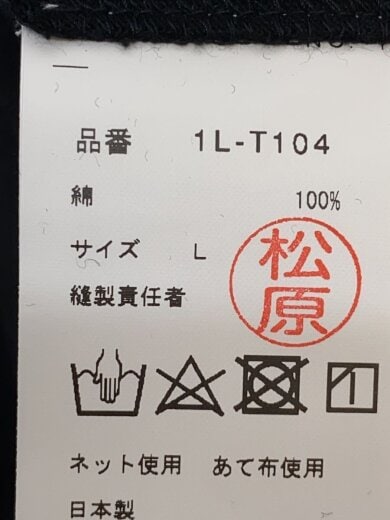 NO.
品番 1L-T104
綿 100%
サイズ L
縫製責任者 松原
ネット使用 あて布使用
日本製